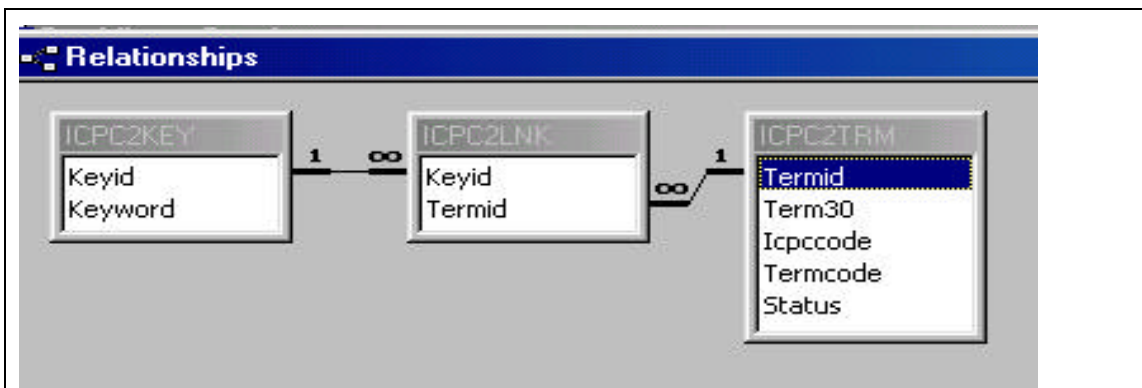 Relationships
ICPC2KEY
Keyid
Keyword
1 ∞
ICPC2LNK
Keyid
Termid
∞ 1
ICPC2TRM
Termid
Term30
Icpccode
Termcode
Status